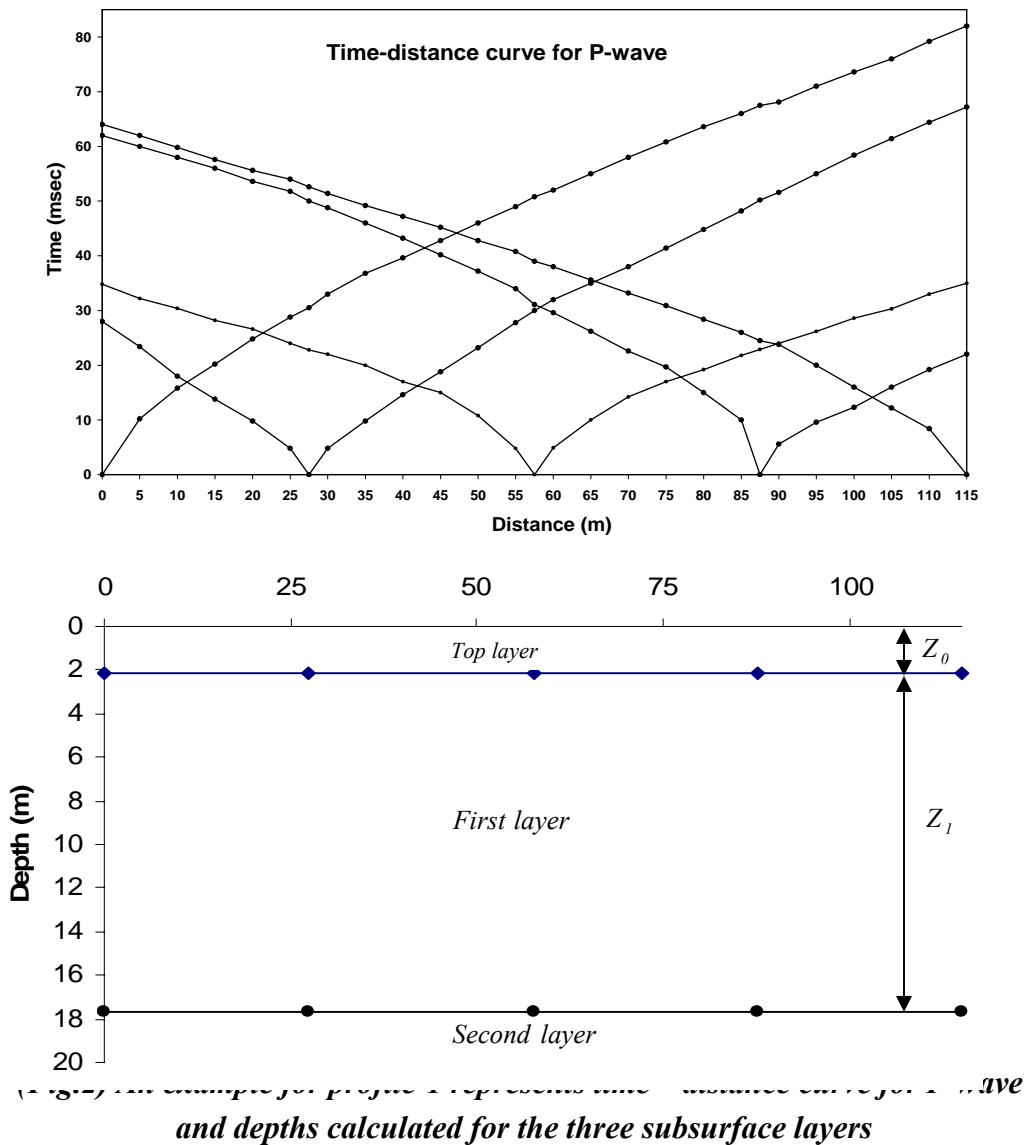 Time-distance curve for P-wave
Time (msec)
80
70
60
50
40
30
20
10
0
0 5 10 15 20 25 30 35 40 45 50 55 60 65 70 75 80 85 90 95 100 105 110 115
Distance (m)
0 25 50 75 100
Depth (m)
0
2
4
6
8
10
12
14
16
18
20
Top layer
Z0
First layer
Z1
Second layer
An example for profile 1 represents time distance curve for P
and depths calculated for the three subsurface layers